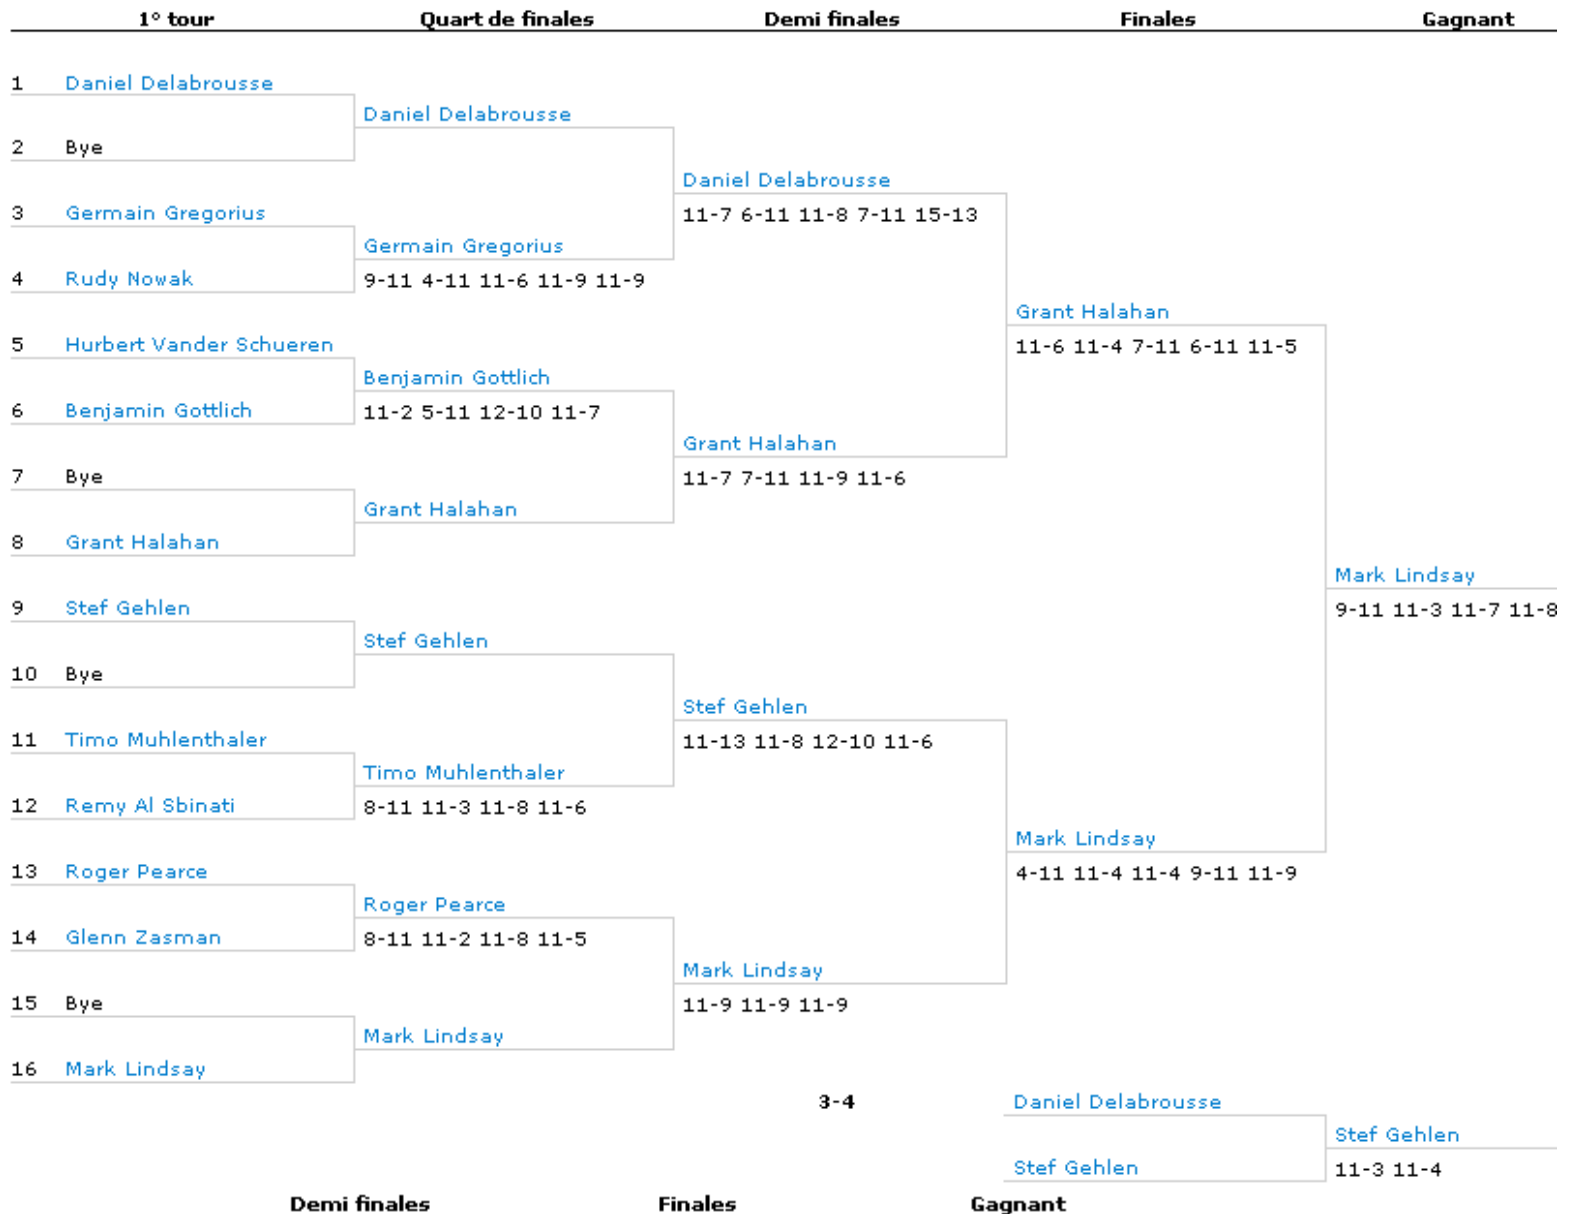 1° tour Quart de finales Demi finales Finales Gagnant
1 Daniel Delabrousse
Daniel Delabrousse
2 Bye
Daniel Delabrousse
3 Germain Gregorius
11-7 6-11 11-8 7-11 15-13
Germain Gregorius
4 Rudy Nowak
9-11 4-11 11-6 11-9 11-9
Grant Halahan
5 Hurbert Vander Schueren
11-6 11-4 7-11 6-11 11-5
Benjamin Gottlich
6 Benjamin Gottlich
11-2 5-11 12-10 11-7
Grant Halahan
7 Bye
11-7 7-11 11-9 11-6
Grant Halahan
8 Grant Halahan
Mark Lindsay
9 Stef Gehlen
9-11 11-3 11-7 11-8
Stef Gehlen
10 Bye
Stef Gehlen
11 Timo Muhlenthaler
11-13 11-8 12-10 11-6
Timo Muhlenthaler
12 Remy Al Sbinati
8-11 11-3 11-8 11-6
Mark Lindsay
13 Roger Pearce
4-11 11-4 11-4 9-11 11-9
Roger Pearce
14 Glenn Zasman
8-11 11-2 11-8 11-5
Mark Lindsay
15 Bye
11-9 11-9 11-9
Mark Lindsay
16 Mark Lindsay
3-4 Daniel Delabrousse
Stef Gehlen
Stef Gehlen
11-3 11-4
Demi finales Finales Gagnant